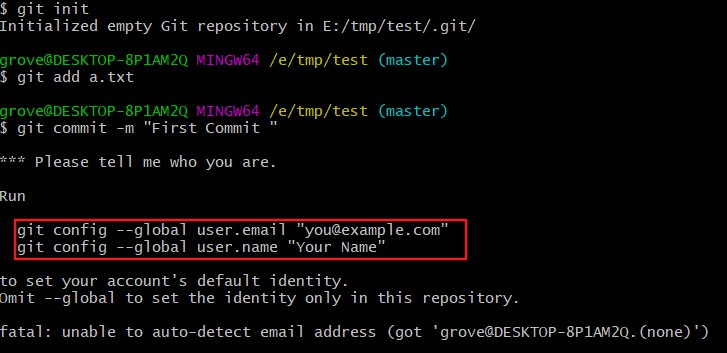 $ git init
Initialized empty Git repository in E:/tmp/test/.git/
grove@DESKTOP-8P1AM2Q MINGW64 /e/tmp/test (master)
$ git add a.txt
grove@DESKTOP-8P1AM2Q MINGW64 /e/tmp/test (master)
$ git commit -m "First Commit "
*** Please tell me who you are.
Run
git config --global user.email "you@example.com"
git config --global user.name "Your Name"
to set your account's default identity.
Omit --global to set the identity only in this repository.
fatal: unable to auto-detect email address (got 'grove@DESKTOP-8P1AM2Q.(none)')